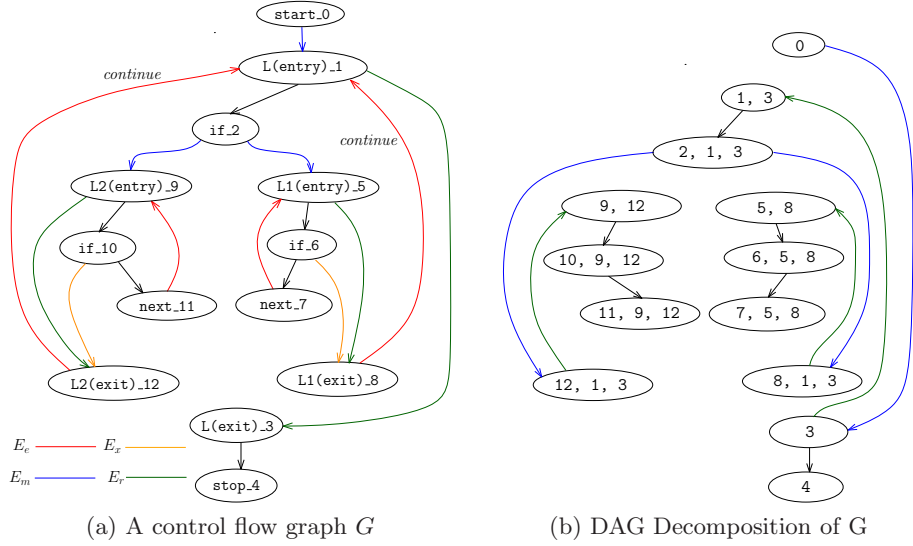 start_0
L(entry)_1
continue
if_2
continue
L2(entry)_9
L1(entry)_5
if_10
if_6
next_11
next_7
L2(exit)_12
L1(exit)_8
L(exit)_3
stop_4
E_e E_x
E_m E_r
(a) A control flow graph G
0
1, 3
2, 1, 3
9, 12
5, 8
10, 9, 12
6, 5, 8
11, 9, 12
7, 5, 8
12, 1, 3
8, 1, 3
3
4
(b) DAG Decomposition of G